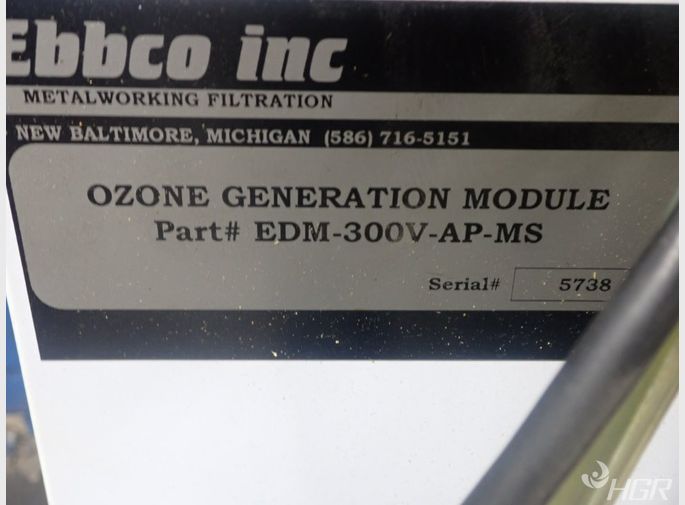 Ebbco inc
METALWORKING FILTRATION
NEW BALTIMORE, MICHIGAN (586) 716-5151
OZONE GENERATION MODULE
Part# EDM-300V-AP-MS
Serial# 5738
HGR